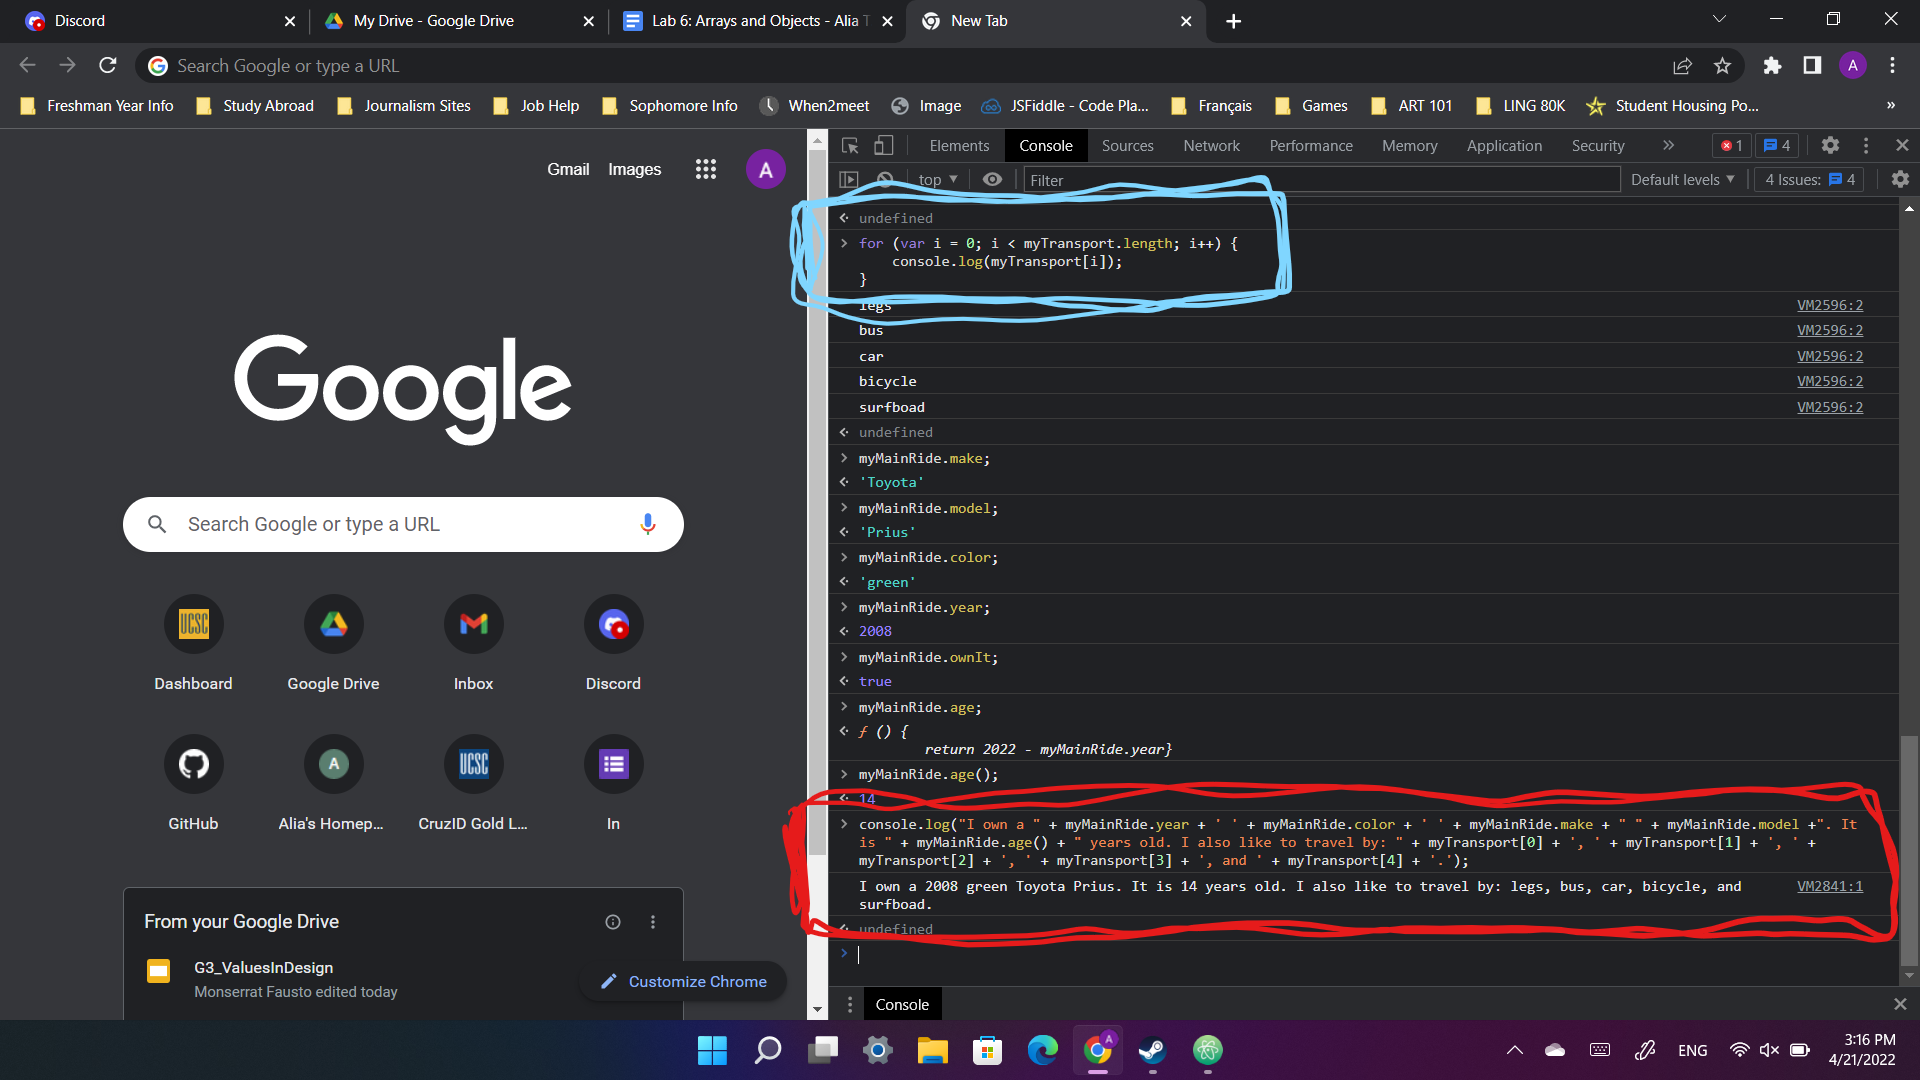 Discord
My Drive - Google Drive
Lab 6: Arrays and Objects - Alia T
New Tab
Search Google or type a URL
A
Freshman Year Info
Study Abroad
Journalism Sites
Job Help
Sophomore Info
When2meet
Image
JSFiddle - Code Pla...
Français
Games
ART 101
LING 80K
Student Housing Po...
»
Gmail
Images
A
Google
Search Google or type a URL
UCSC
Dashboard
Google Drive
Inbox
Discord
GitHub
A
Alia's Homep...
UCSC
CruzID Gold L...
In
From your Google Drive
G3_ValuesInDesign
Monserrat Fausto edited today
Customize Chrome
Elements
Console
Sources
Network
Performance
Memory
Application
Security
»
1
4
top
Filter
Default levels
4 Issues: 4
undefined
for (var i = 0; i < myTransport.length; i++) {
console.log(myTransport[i]);
}
legs VM2596:2
bus VM2596:2
car VM2596:2
bicycle VM2596:2
surfboad VM2596:2
undefined
myMainRide.make;
'Toyota'
myMainRide.model;
'Prius'
myMainRide.color;
'green'
myMainRide.year;
2008
myMainRide.ownIt;
true
myMainRide.age;
ƒ () {
return 2022 - myMainRide.year}
myMainRide.age();
14
console.log("I own a " + myMainRide.year + ' ' + myMainRide.color + ' ' + myMainRide.make + " " + myMainRide.model +". It
is " + myMainRide.age() + " years old. I also like to travel by: " + myTransport[0] + ', ' + myTransport[1] + ', ' +
myTransport[2] + ', ' + myTransport[3] + ', and ' + myTransport[4] + '.');
I own a 2008 green Toyota Prius. It is 14 years old. I also like to travel by: legs, bus, car, bicycle, and VM2841:1
surfboad.
undefined
Console
A
ENG
3:16 PM
4/21/2022